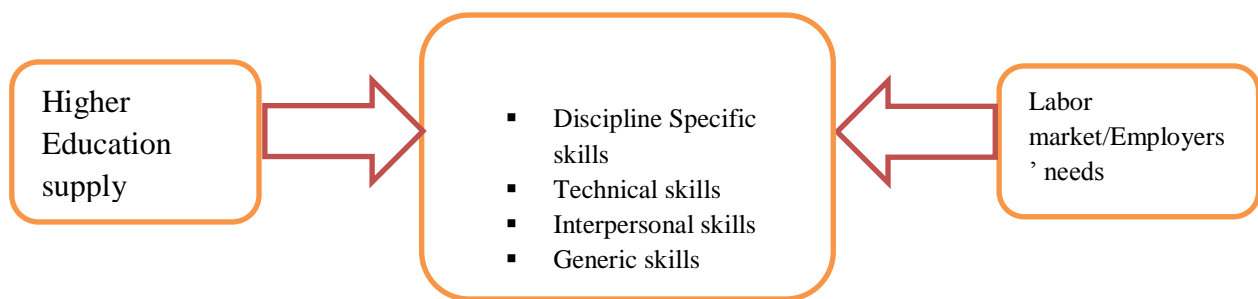 Higher
Education
supply
▪ Discipline Specific
skills
▪ Technical skills
▪ Interpersonal skills
▪ Generic skills
Labor
market/Employers
’ needs